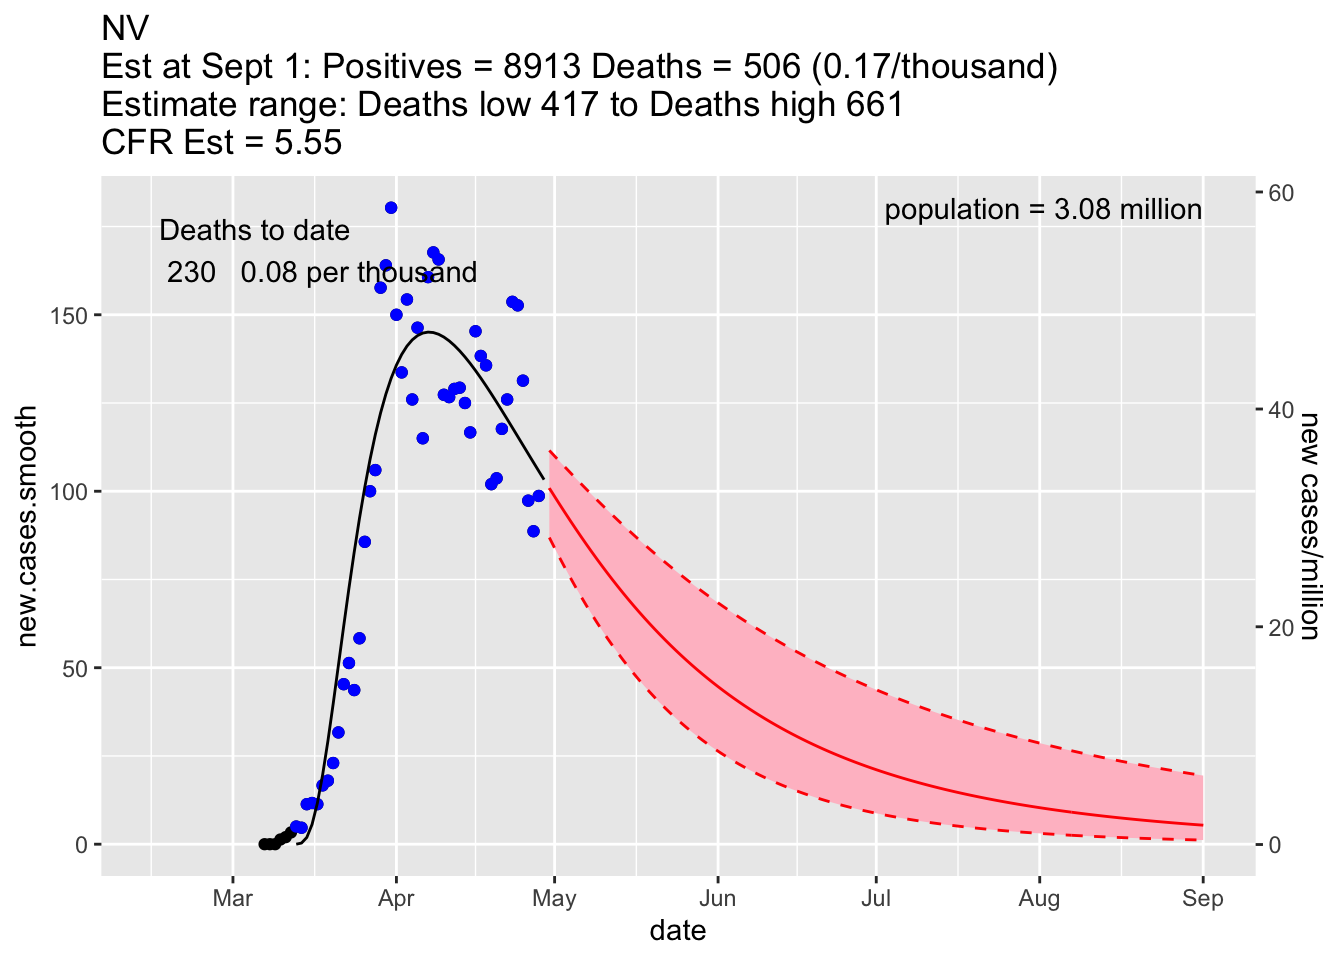 NV
Est at Sept 1: Positives = 8913 Deaths = 506 (0.17/thousand)
Estimate range: Deaths low 417 to Deaths high 661
CFR Est = 5.55
Deaths to date
230 0.08 per thousand
population = 3.08 million
150
100
50
0
new.cases.smooth
60
40
20
0
new cases/million
Mar Apr May Jun Jul Aug Sep
date